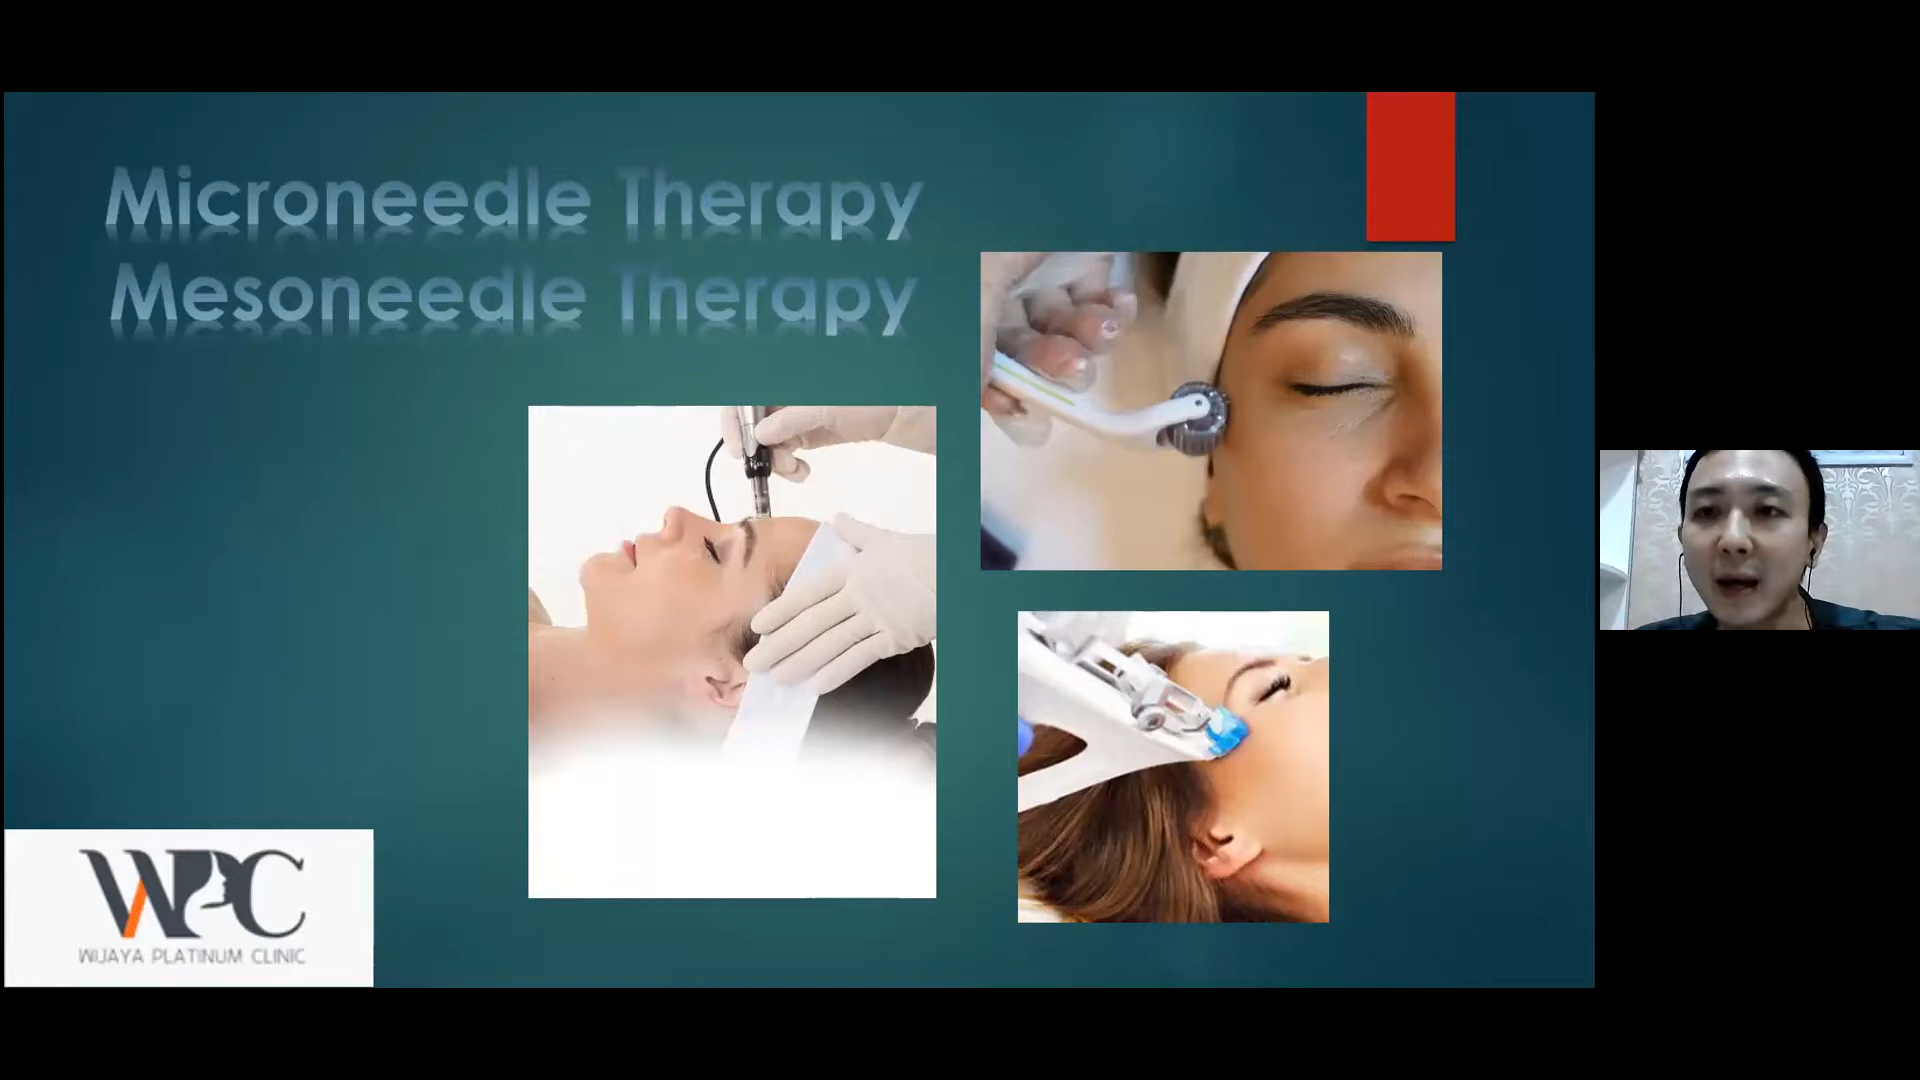 Microneedle Therapy
Mesoneedle Therapy
WPC
WIJAYA PLATINUM CLINIC